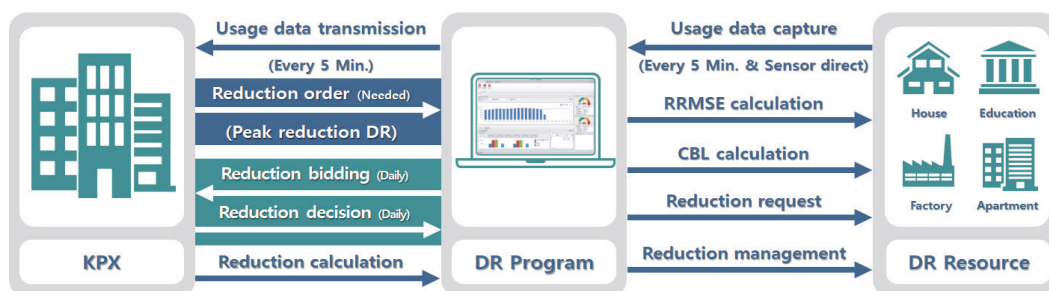 Usage data transmission
(Every 5 Min.)
Reduction order (Needed)
(Peak reduction DR)
Reduction bidding (Daily)
Reduction decision (Daily)
Reduction calculation
KPX
DR Program
Usage data capture
(Every 5 Min. & Sensor direct)
RRMSE calculation
CBL calculation
Reduction request
Reduction management
House
Education
Factory
Apartment
DR Resource